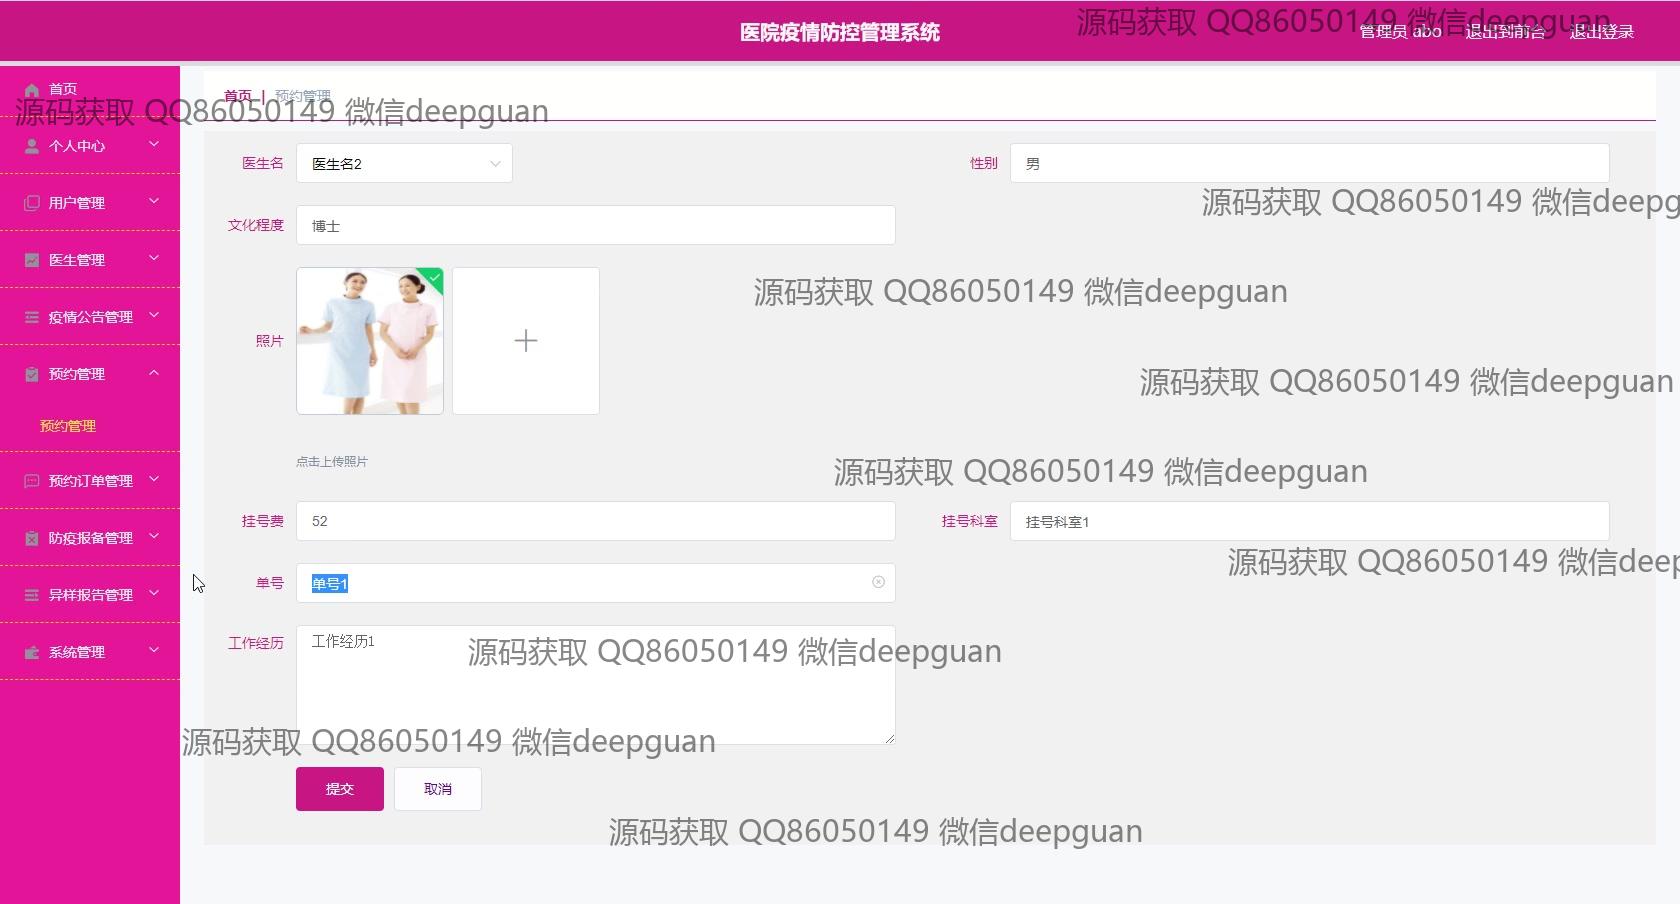 医院疫情防控管理系统
源码获取 QQ86050149 微信deepguan
管理员 abo 退出到前台 退出登录
首页
首页 | 预约管理
源码获取 QQ86050149 微信deepguan
个人中心
用户管理
医生管理
疫情公告管理
预约管理
预约管理
预约订单管理
防疫报备管理
异样报告管理
系统管理
医生名 医生名2 性别 男
源码获取 QQ86050149 微信deepg
文化程度 博士
源码获取 QQ86050149 微信deepguan
照片
源码获取 QQ86050149 微信deepguan
点击上传照片
源码获取 QQ86050149 微信deepguan
挂号费 52 挂号科室 挂号科室1
源码获取 QQ86050149 微信deep
单号 单号1
工作经历 工作经历1
源码获取 QQ86050149 微信deepguan
源码获取 QQ86050149 微信deepguan
提交 取消
源码获取 QQ86050149 微信deepguan